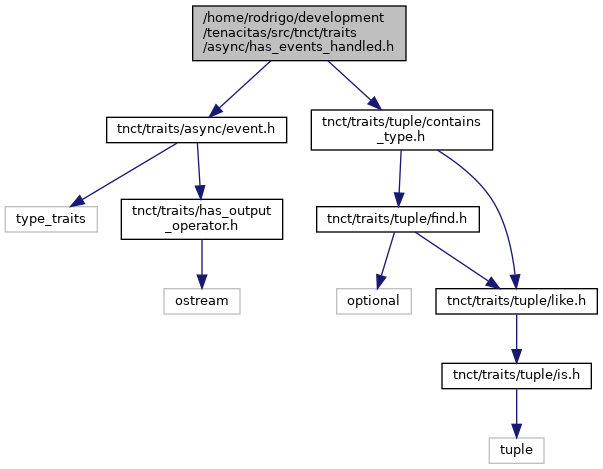 /home/rodrigo/development
/tenacitas/src/tnct/traits
/async/has_events_handled.h
tnct/traits/async/event.h
tnct/traits/tuple/contains
_type.h
type_traits
tnct/traits/has_output
_operator.h
tnct/traits/tuple/find.h
ostream
optional
tnct/traits/tuple/like.h
tnct/traits/tuple/is.h
tuple